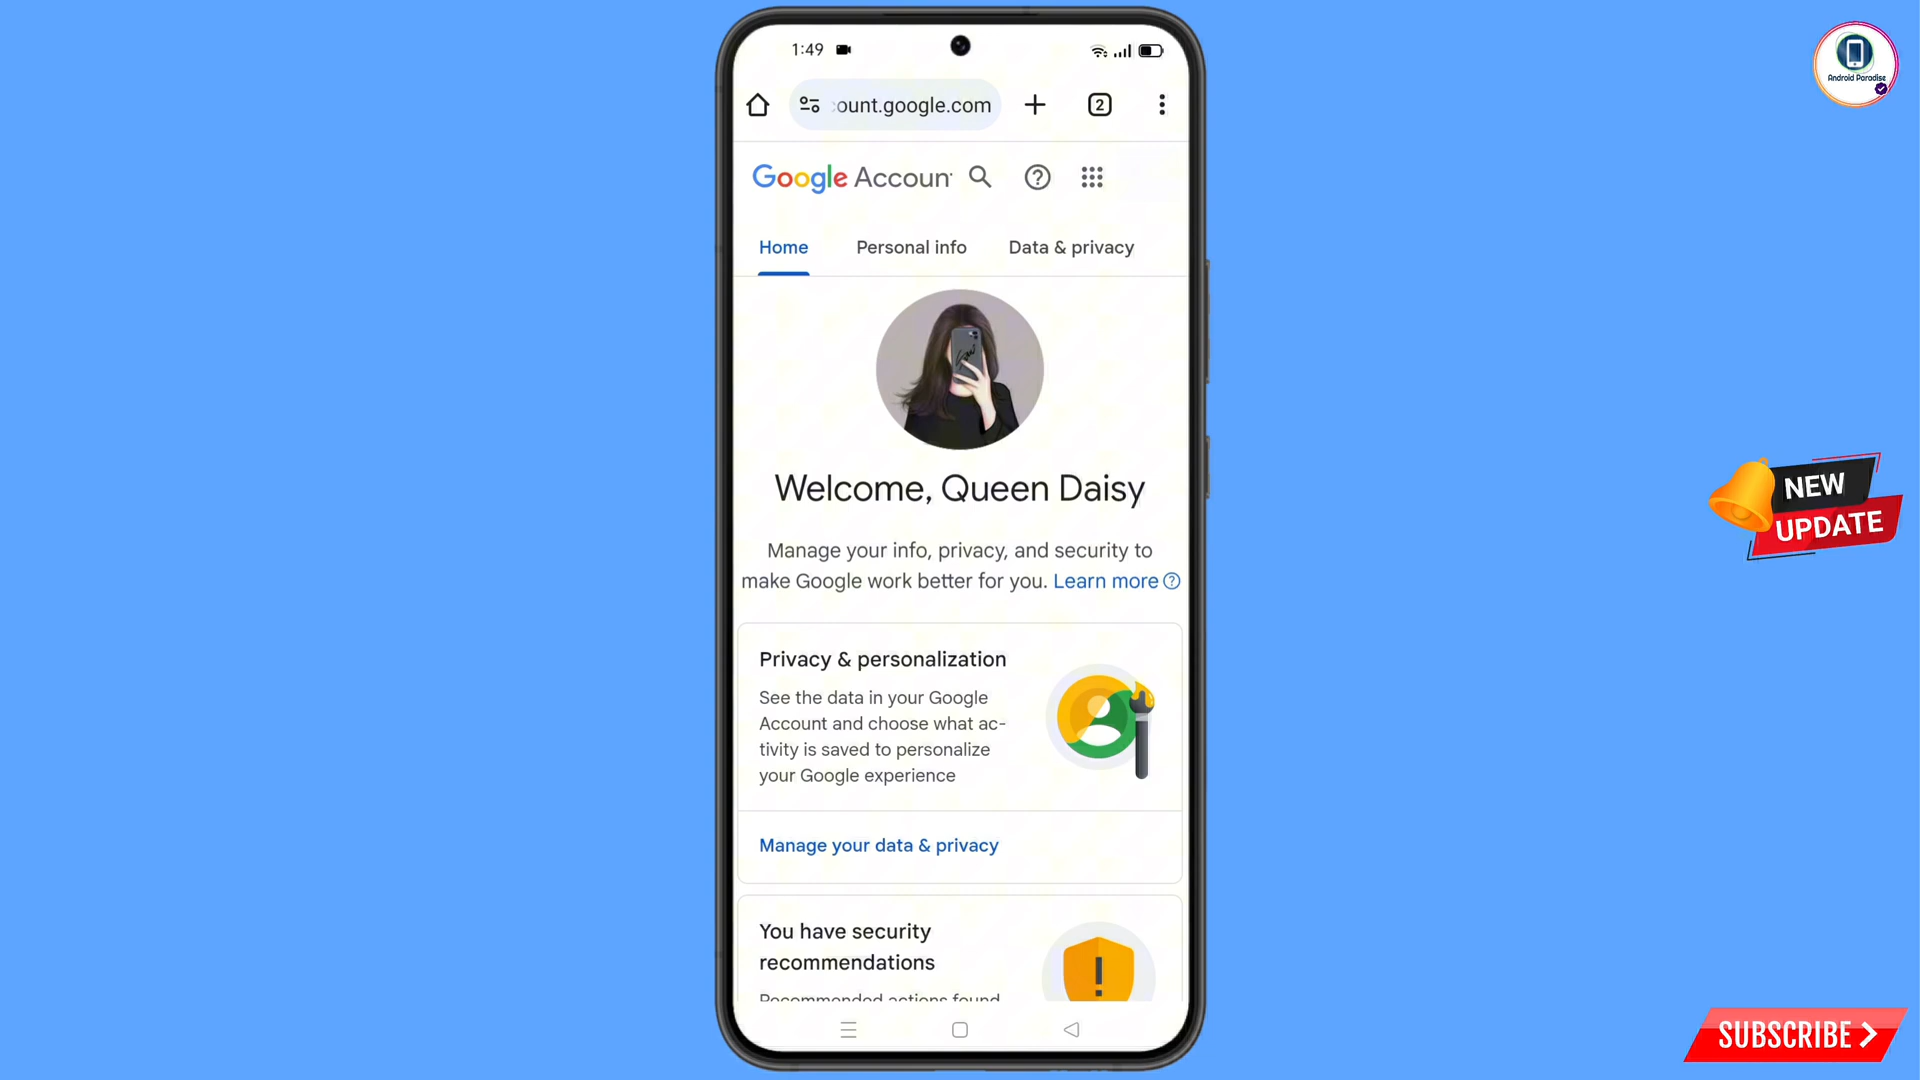 1:49
ount.google.com
2
Google Accoun
Home
Personal info
Data & privacy
Welcome, Queen Daisy
Manage your info, privacy, and security to
make Google work better for you. Learn more
Privacy & personalization
See the data in your Google
Account and choose what ac-
tivity is saved to personalize
your Google experience
Manage your data & privacy
You have security
recommendations
Recommended actions found
Android Paradise
NEW
UPDATE
SUBSCRIBE